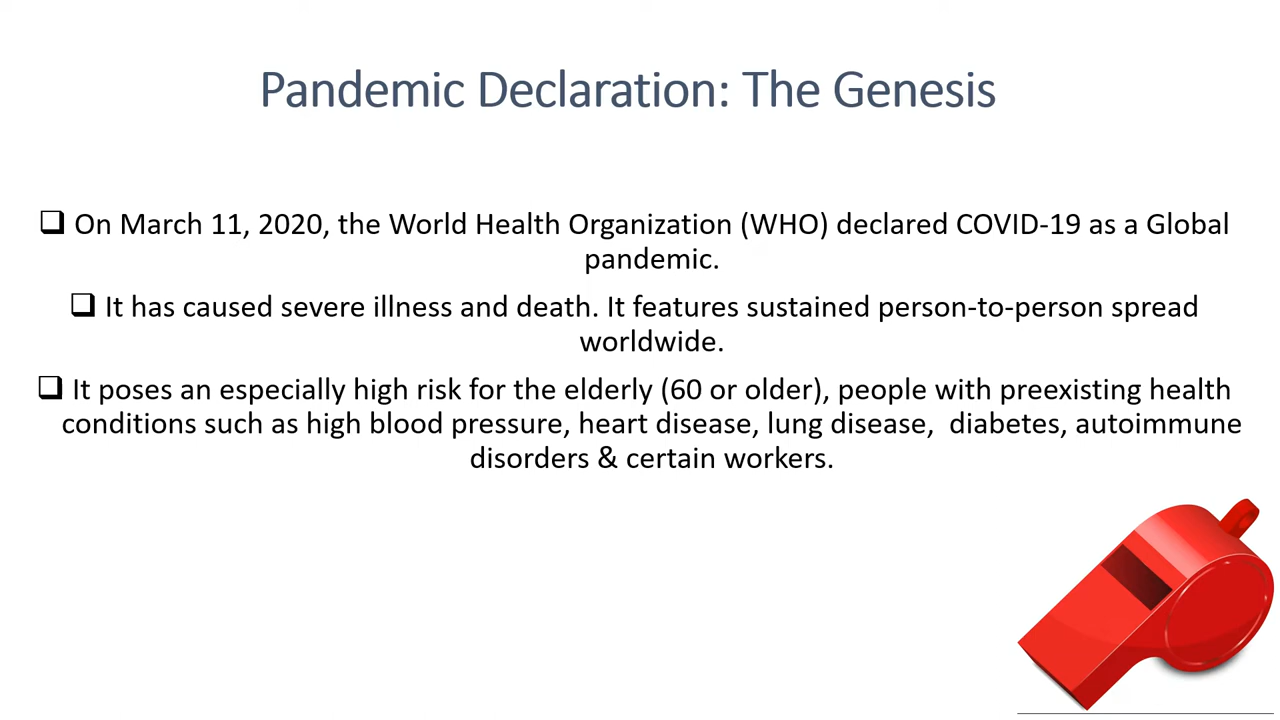 Pandemic Declaration: The Genesis
❑ On March 11, 2020, the World Health Organization (WHO) declared COVID-19 as a Global
pandemic.
❑ It has caused severe illness and death. It features sustained person-to-person spread
worldwide.
❑ It poses an especially high risk for the elderly (60 or older), people with preexisting health
conditions such as high blood pressure, heart disease, lung disease,  diabetes, autoimmune
disorders & certain workers.